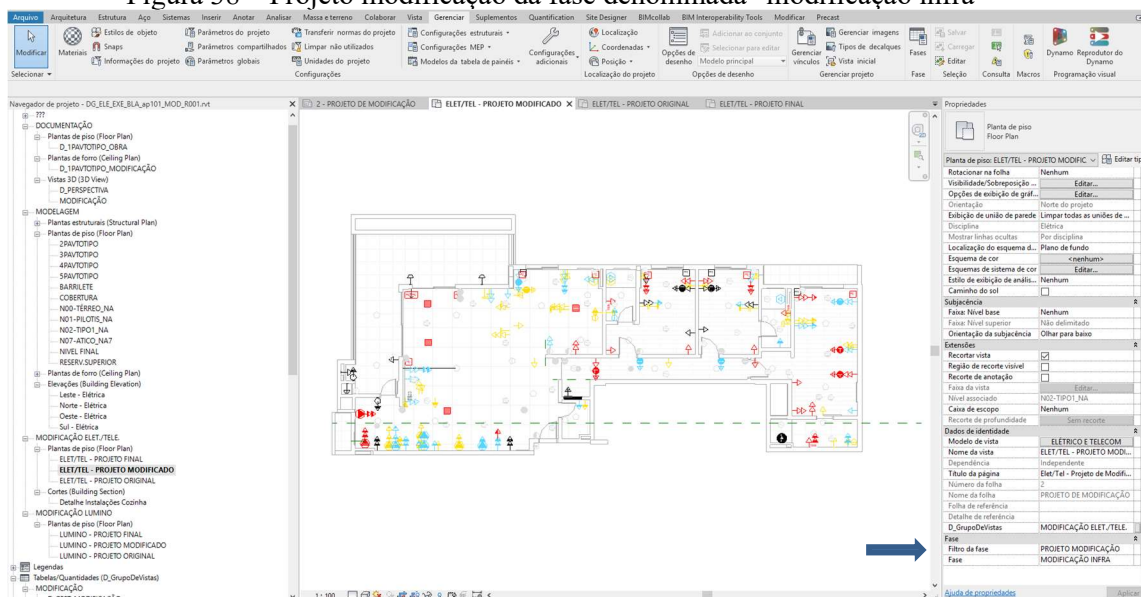 Figura 38 – Projeto modificação da fase denominada "modificação infra"
Arquivo Arquitetura Estrutura Aço Sistemas Inserir Anotar Analisar Massa e terreno Colaborar Vista Gerenciar Suplementos Quantification Site Designer BIMcollab BIM Interoperability Tools Modificar Precast
Modificar
Selecionar
Materiais
Estilos de objeto
Snaps
Informações do projeto
Parâmetros do projeto
Parâmetros compartilhados
Parâmetros globais
Transferir normas do projeto
Limpar não utilizados
Unidades do projeto
Configurações estruturais
Configurações MEP
Modelos da tabela de painéis
Configurações adicionais
Configurações
Localização
Coordenadas
Posição
Localização do projeto
Opções de desenho
Adicionar ao conjunto
Selecionar para editar
Modelo principal
Opções de desenho
Gerenciar vínculos
Gerenciar imagens
Tipos de decalques
Vista inicial
Gerenciar projeto
Fases
Fase
Salvar
Carregar
Editar
Seleção
Consulta
Macros
Dynamo
Reprodutor do Dynamo
Programação visual
Navegador de projeto - DG_ELE_EXE_BLA_ap101_MOD_R001.rvt
???
DOCUMENTAÇÃO
Plantas de piso (Floor Plan)
D_1PAVTOTIPO_OBRA
Plantas de forro (Ceiling Plan)
D_1PAVTOTIPO_MODIFICAÇÃO
Vistas 3D (3D View)
D_PERSPECTIVA
MODIFICAÇÃO
MODELAGEM
Plantas estruturais (Structural Plan)
Plantas de piso (Floor Plan)
2PAVTOTIPO
3PAVTOTIPO
4PAVTOTIPO
5PAVTOTIPO
BARRILETE
COBERTURA
N00-TÉRREO_NA
N01-PILOTIS_NA
N02-TIPO1_NA
N07-ATICO_NA7
NIVEL FINAL
RESERV.SUPERIOR
Plantas de forro (Ceiling Plan)
Elevações (Building Elevation)
Leste - Elétrica
Norte - Elétrica
Oeste - Elétrica
Sul - Elétrica
MODIFICAÇÃO ELET./TELE.
Plantas de piso (Floor Plan)
ELET/TEL - PROJETO FINAL
ELET/TEL - PROJETO MODIFICADO
ELET/TEL - PROJETO ORIGINAL
Cortes (Building Section)
Detalhe Instalações Cozinha
MODIFICAÇÃO LUMINO
Plantas de piso (Floor Plan)
LUMINO - PROJETO FINAL
LUMINO - PROJETO MODIFICADO
LUMINO - PROJETO ORIGINAL
Legendas
Tabelas/Quantidades (D_GrupoDeVistas)
MODIFICAÇÃO
2 - PROJETO DE MODIFICAÇÃO
ELET/TEL - PROJETO MODIFICADO
ELET/TEL - PROJETO ORIGINAL
ELET/TEL - PROJETO FINAL
1 : 100
Propriedades
Planta de piso
Floor Plan
Planta de piso: ELET/TEL - PROJETO MODIFIC Editar tip
Rotacionar na folha Nenhum
Visibilidade/Sobreposição ... Editar...
Opções de exibição de gráf... Editar...
Orientação Norte do projeto
Exibição de união de parede Limpar todas as uniões de ...
Disciplina Elétrica
Mostrar linhas ocultas Por disciplina
Localização do esquema d... Plano de fundo
Esquema de cor <nenhum>
Esquemas de sistema de cor Editar...
Estilo de exibição de anális... Nenhum
Caminho do sol
Subjacência
Faixa: Nível base Nenhum
Faixa: Nível superior Não delimitado
Orientação da subjacência Olhar para baixo
Extensões
Recortar vista
Região de recorte visível
Recorte de anotação
Faixa da vista Editar...
Nível associado N02-TIPO1_NA
Caixa de escopo Nenhum
Recorte de profundidade Sem recorte
Dados de identidade
Modelo de vista ELÉTRICO E TELECOM
Nome da vista ELET/TEL - PROJETO MODI...
Dependência Independente
Título da página Elet/Tel - Projeto de Modifi...
Número da folha 2
Nome da folha PROJETO DE MODIFICAÇÃO
Folha de referência
Detalhe de referência
D_GrupoDeVistas MODIFICAÇÃO ELET./TELE.
Fase
Filtro da fase PROJETO MODIFICAÇÃO
Fase MODIFICAÇÃO INFRA
Ajuda de propriedades Aplicar